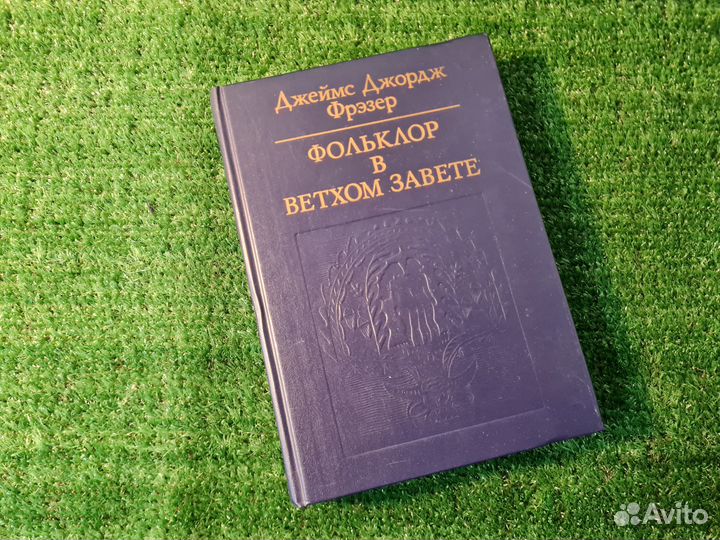 Джеймс Джордж
Фрэзер
ФОЛЬКЛОР
В
ВЕТХОМ ЗАВЕТЕ
Avito